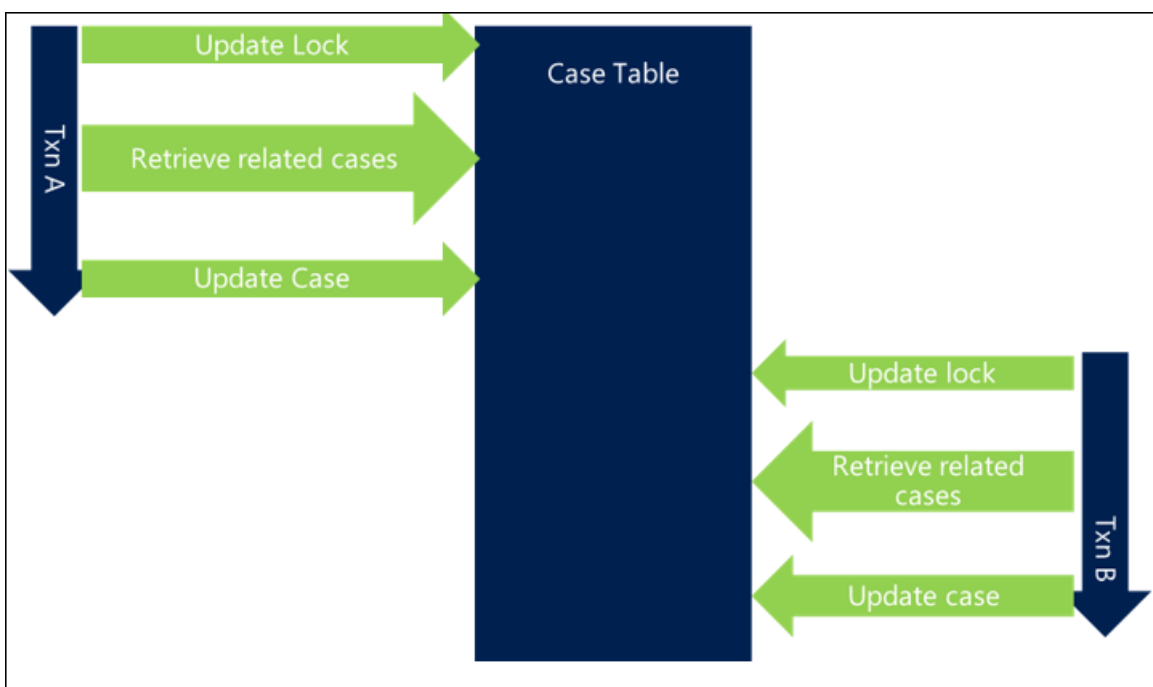 Update Lock
Case Table
Txn A
Retrieve related cases
Update Case
Update lock
Retrieve related
cases
Txn B
Update case